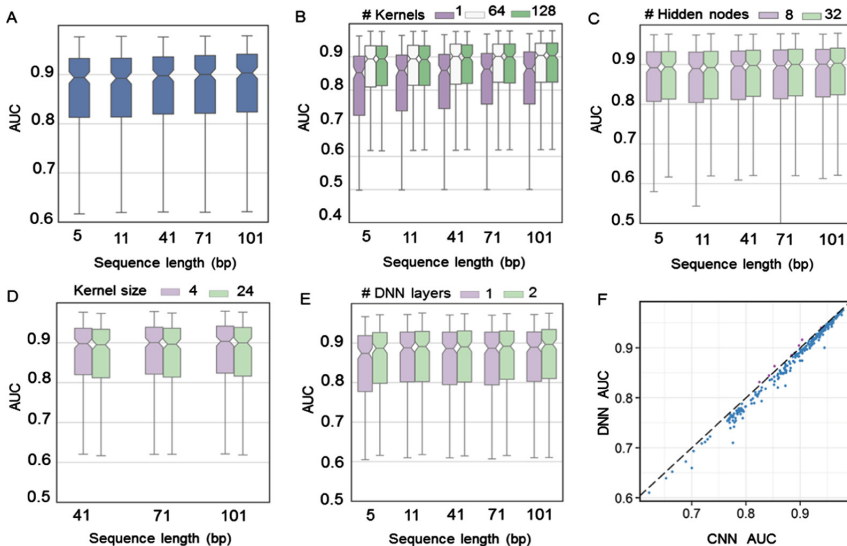 A
AUC
0.9
0.8
0.7
0.6
5 11 41 71 101
Sequence length (bp)
B
# Kernels 1 64 128
AUC
0.9
0.8
0.7
0.6
0.5
0.4
5 11 41 71 101
Sequence length (bp)
C
# Hidden nodes 8 32
AUC
0.9
0.8
0.7
0.6
0.5
5 11 41 71 101
Sequence length (bp)
D
Kernel size 4 24
AUC
0.9
0.8
0.7
0.6
0.5
41 71 101
Sequence length (bp)
E
# DNN layers 1 2
AUC
0.9
0.8
0.7
0.6
0.5
5 11 41 71 101
Sequence length (bp)
F
DNN AUC
0.9
0.8
0.7
0.6
0.7 0.8 0.9
CNN AUC